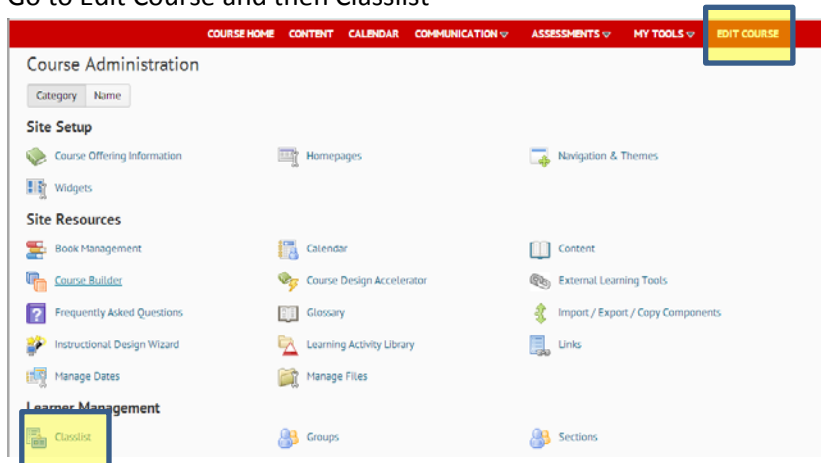 Go to Edit Course and then Classlist
COURSE HOME CONTENT CALENDAR COMMUNICATION ASSESSMENTS MY TOOLS EDIT COURSE
Course Administration
Category Name
Site Setup
Course Offering Information Homepages Navigation & Themes
Widgets
Site Resources
Book Management Calendar Content
Course Builder Course Design Accelerator External Learning Tools
Frequently Asked Questions Glossary Import / Export / Copy Components
Instructional Design Wizard Learning Activity Library Links
Manage Dates Manage Files
Learner Management
Classlist Groups Sections